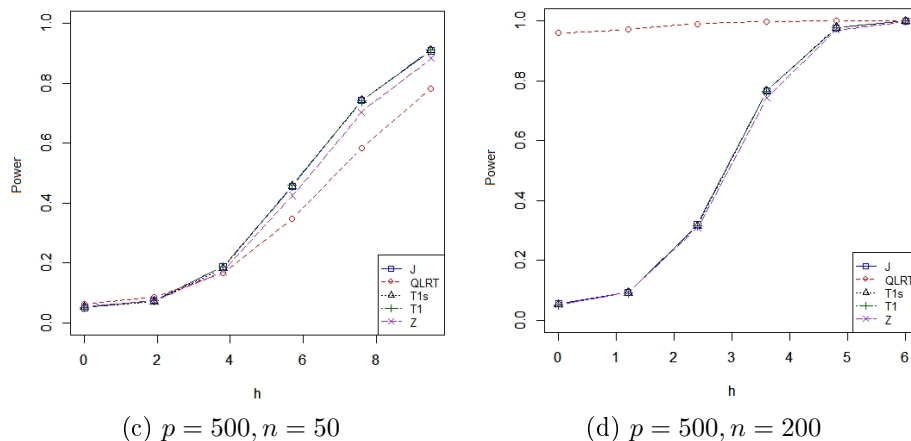 Power
0.0 0.2 0.4 0.6 0.8 1.0
0 2 4 6 8
h
J
QLRT
T1s
T1
Z
(c) p = 500, n = 50
Power
0.0 0.2 0.4 0.6 0.8 1.0
0 1 2 3 4 5 6
h
J
QLRT
T1s
T1
Z
(d) p = 500, n = 200